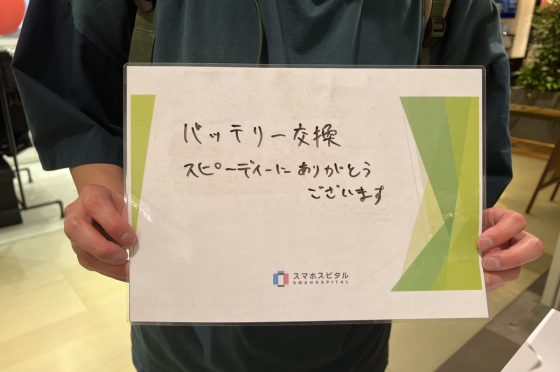 バッテリー交換
スピーディーにありがとう
ございます
スマホスピタル
SMAHOSPITAL